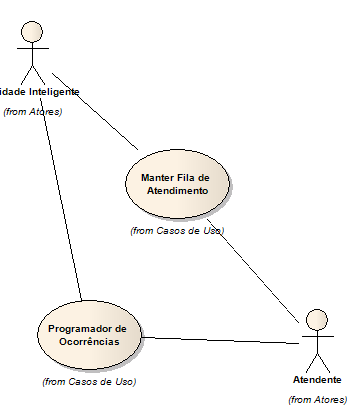 idade Inteligente
(from Atores)
Manter Fila de
Atendimento
(from Casos de Uso)
Programador de
Ocorrências
(from Casos de Uso)
Atendente
(from Atores)